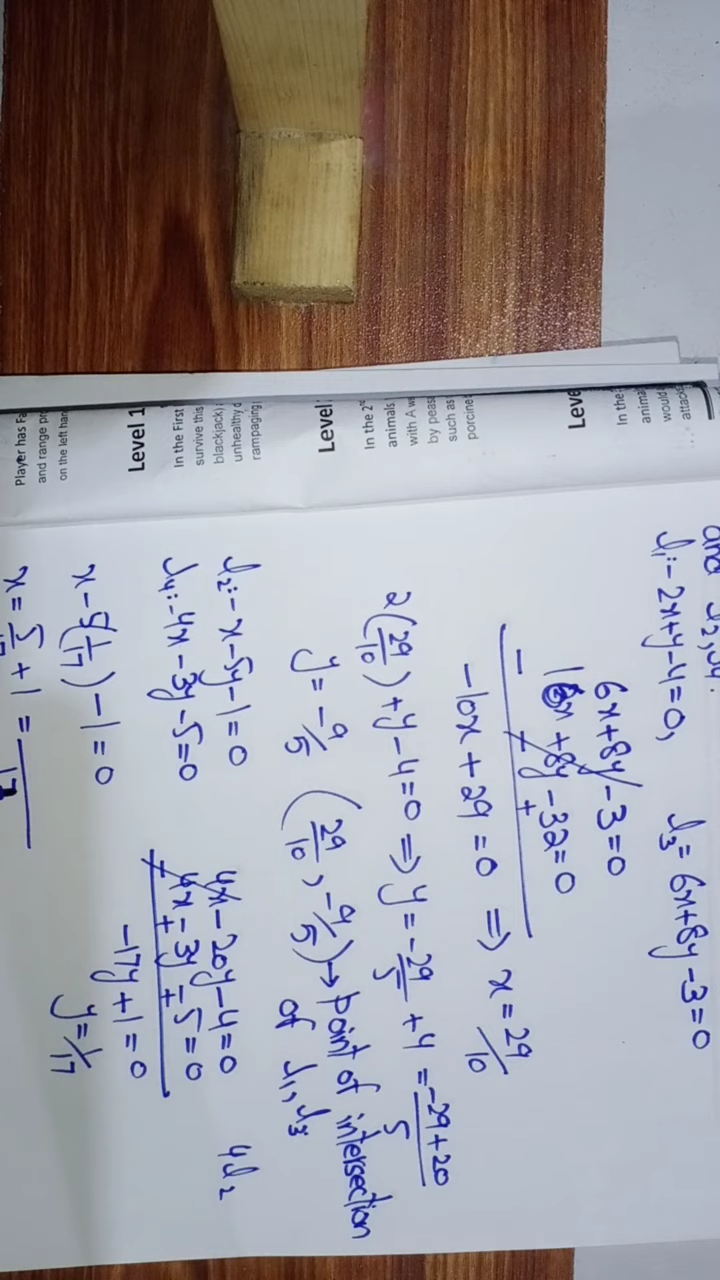 and l₂, l₄.
l₁:- 2x+y-4=0, l₃ = 6x+8y-3=0
6x+8y-3=0
16x+8y-32=0
- - +
-10x+29=0 ⇒ x = 29/10
2(29/10)+y-4=0 ⇒ y = -29/5 +4 = -29+20/5
y = -9/5 (29/10, -9/5) → point of intersection
of l₁, l₃
l₂:- x-5y-1=0 4x-20y-4=0 4l₂
l₄:- 4x-3y-5=0 4x-3y-5=0
- + +
-17y+1=0
x-5(1/17)-1=0 y=1/17
x = 5/17 +1 =
Level 1
In the First
survive this
blackjack)
unhealthy
rampaging
Level
In the 2
animals
with A
by peas
such as
porcine
In the
would
attack
Player has
and range
on the left